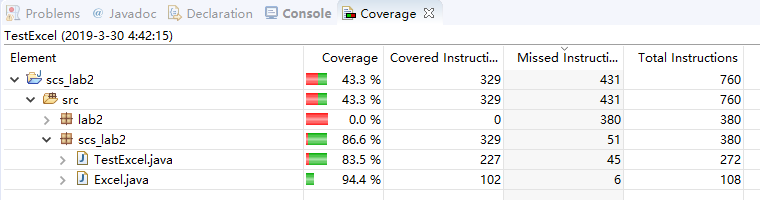 Problems @ Javadoc Declaration Console Coverage
TestExcel (2019-3-30 4:42:15)
Element Coverage Covered Instructi... Missed Instructi... Total Instructions
scs_lab2 43.3 % 329 431 760
src 43.3 % 329 431 760
lab2 0.0 % 0 380 380
scs_lab2 86.6 % 329 51 380
TestExcel.java 83.5 % 227 45 272
Excel.java 94.4 % 102 6 108